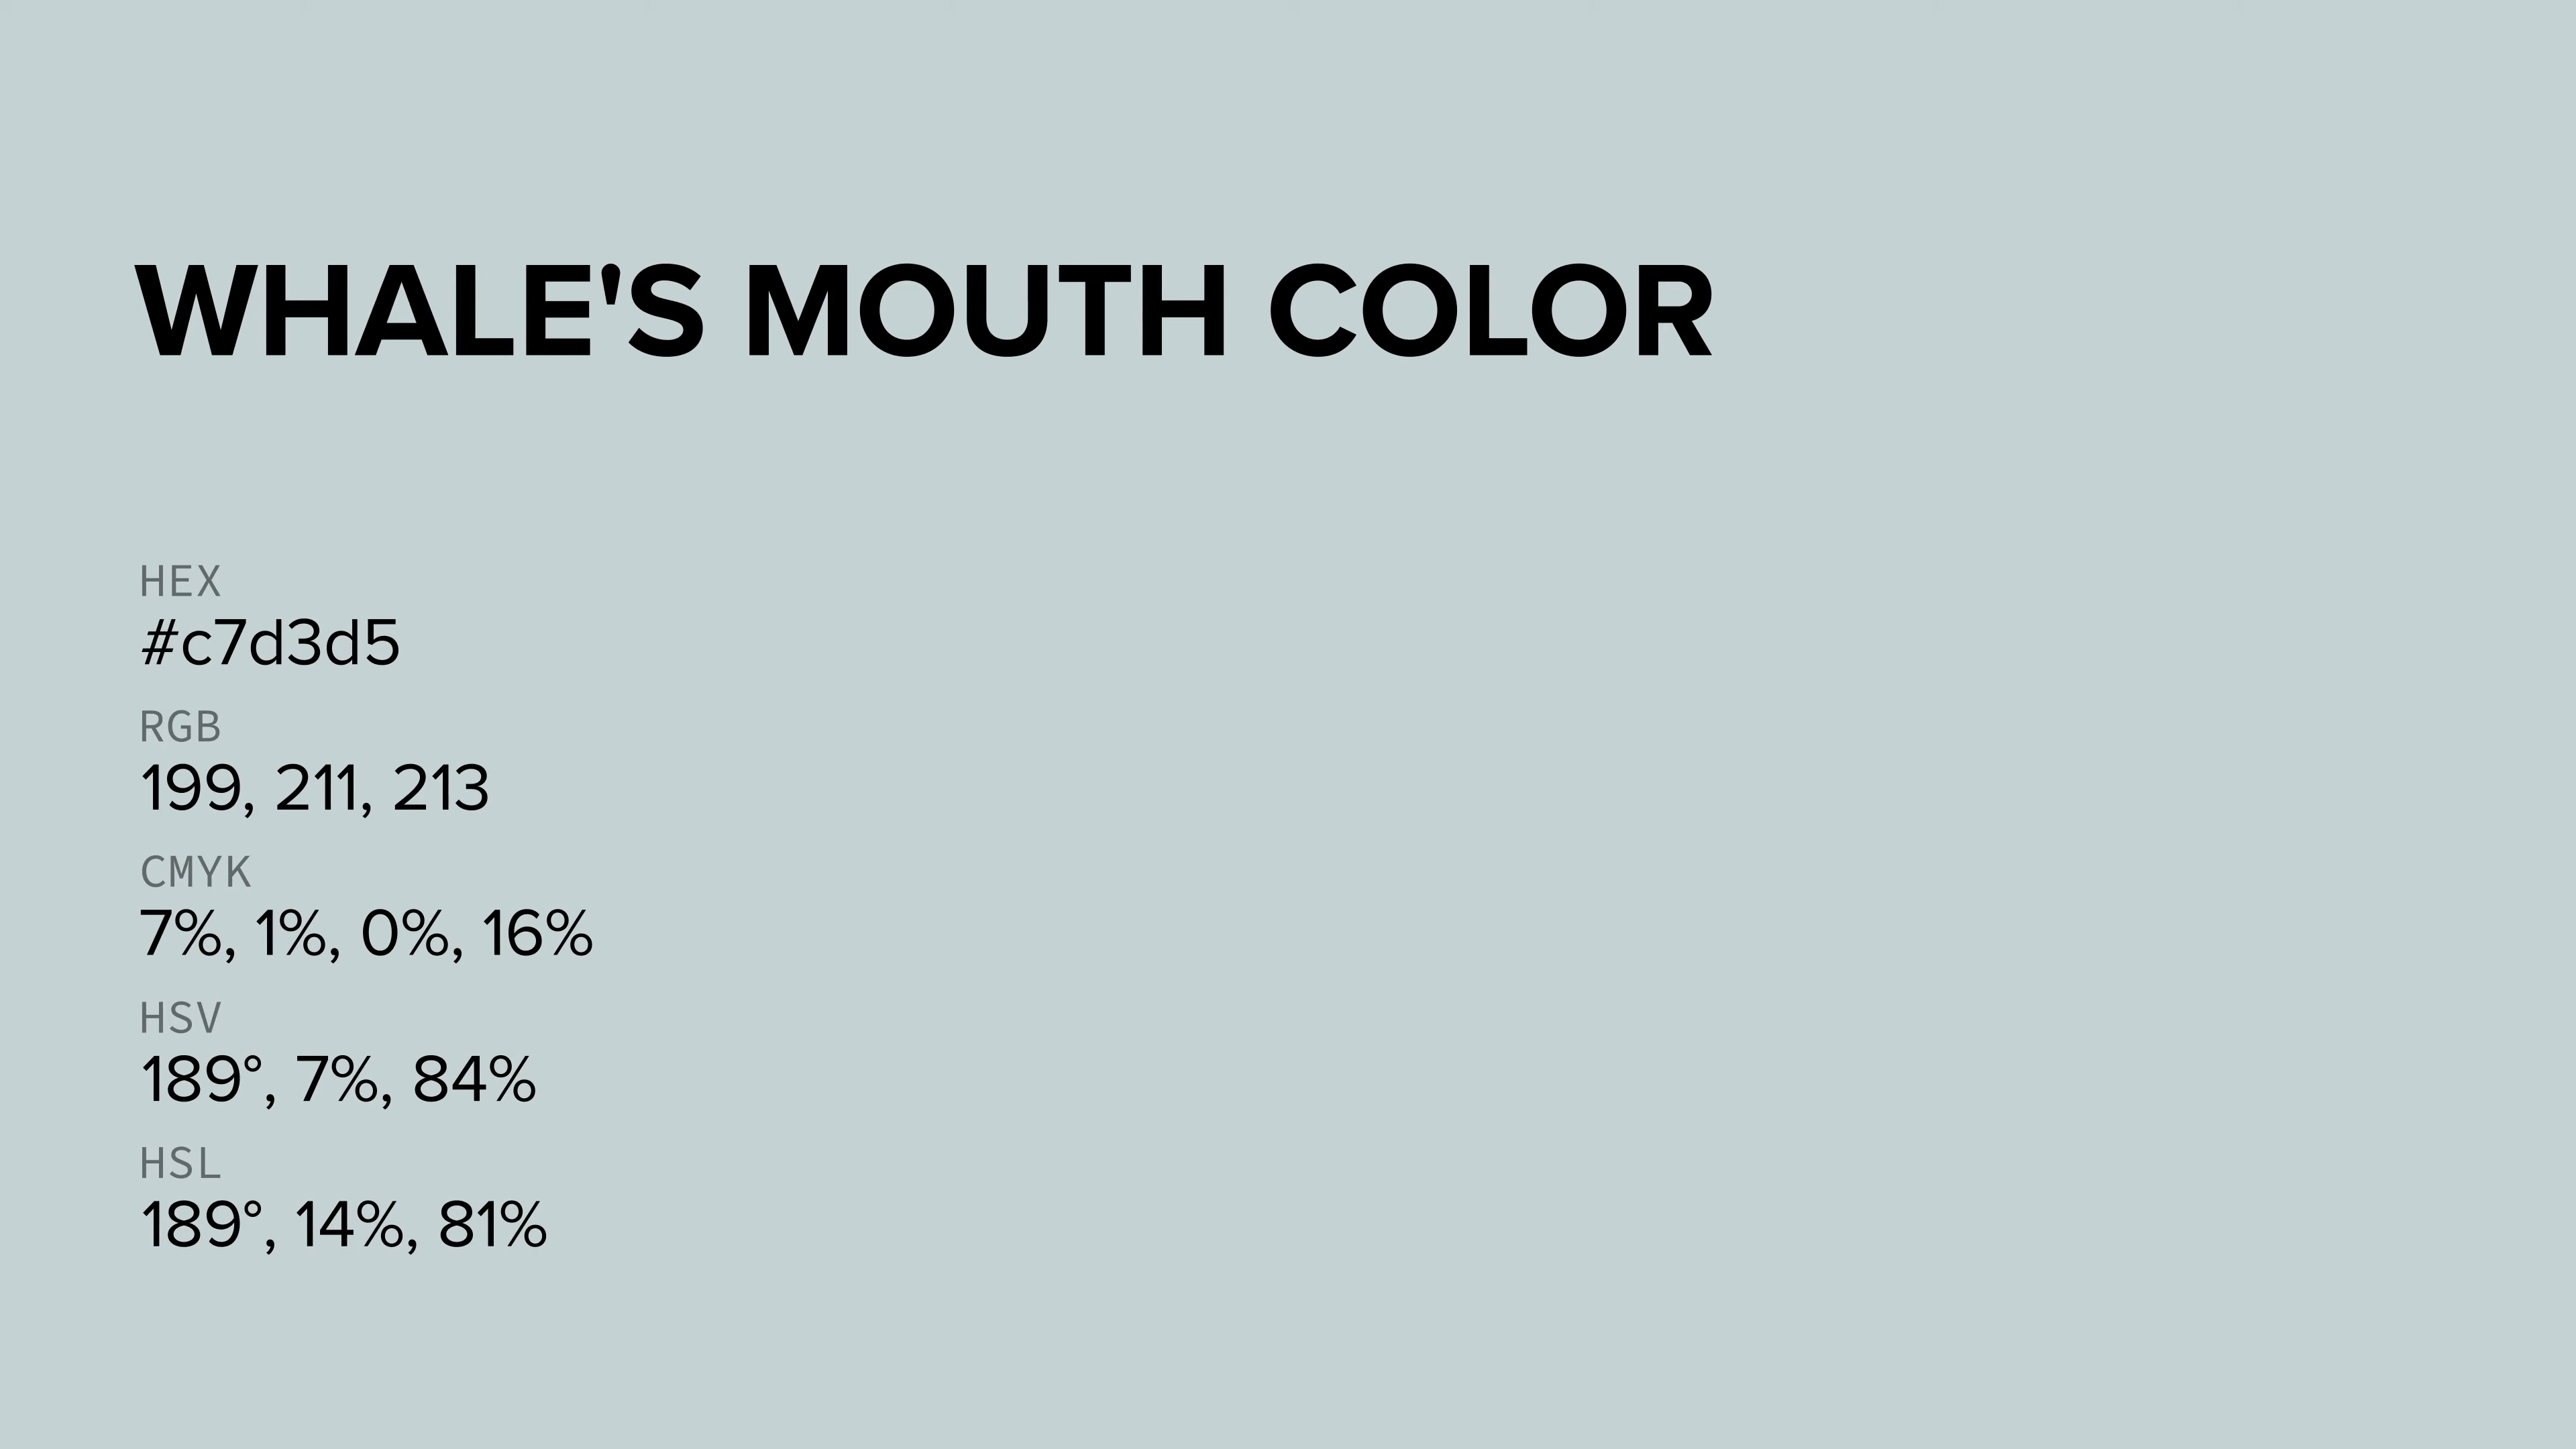 WHALE'S MOUTH COLOR
HEX
#c7d3d5
RGB
199, 211, 213
CMYK
7%, 1%, 0%, 16%
HSV
189°, 7%, 84%
HSL
189°, 14%, 81%